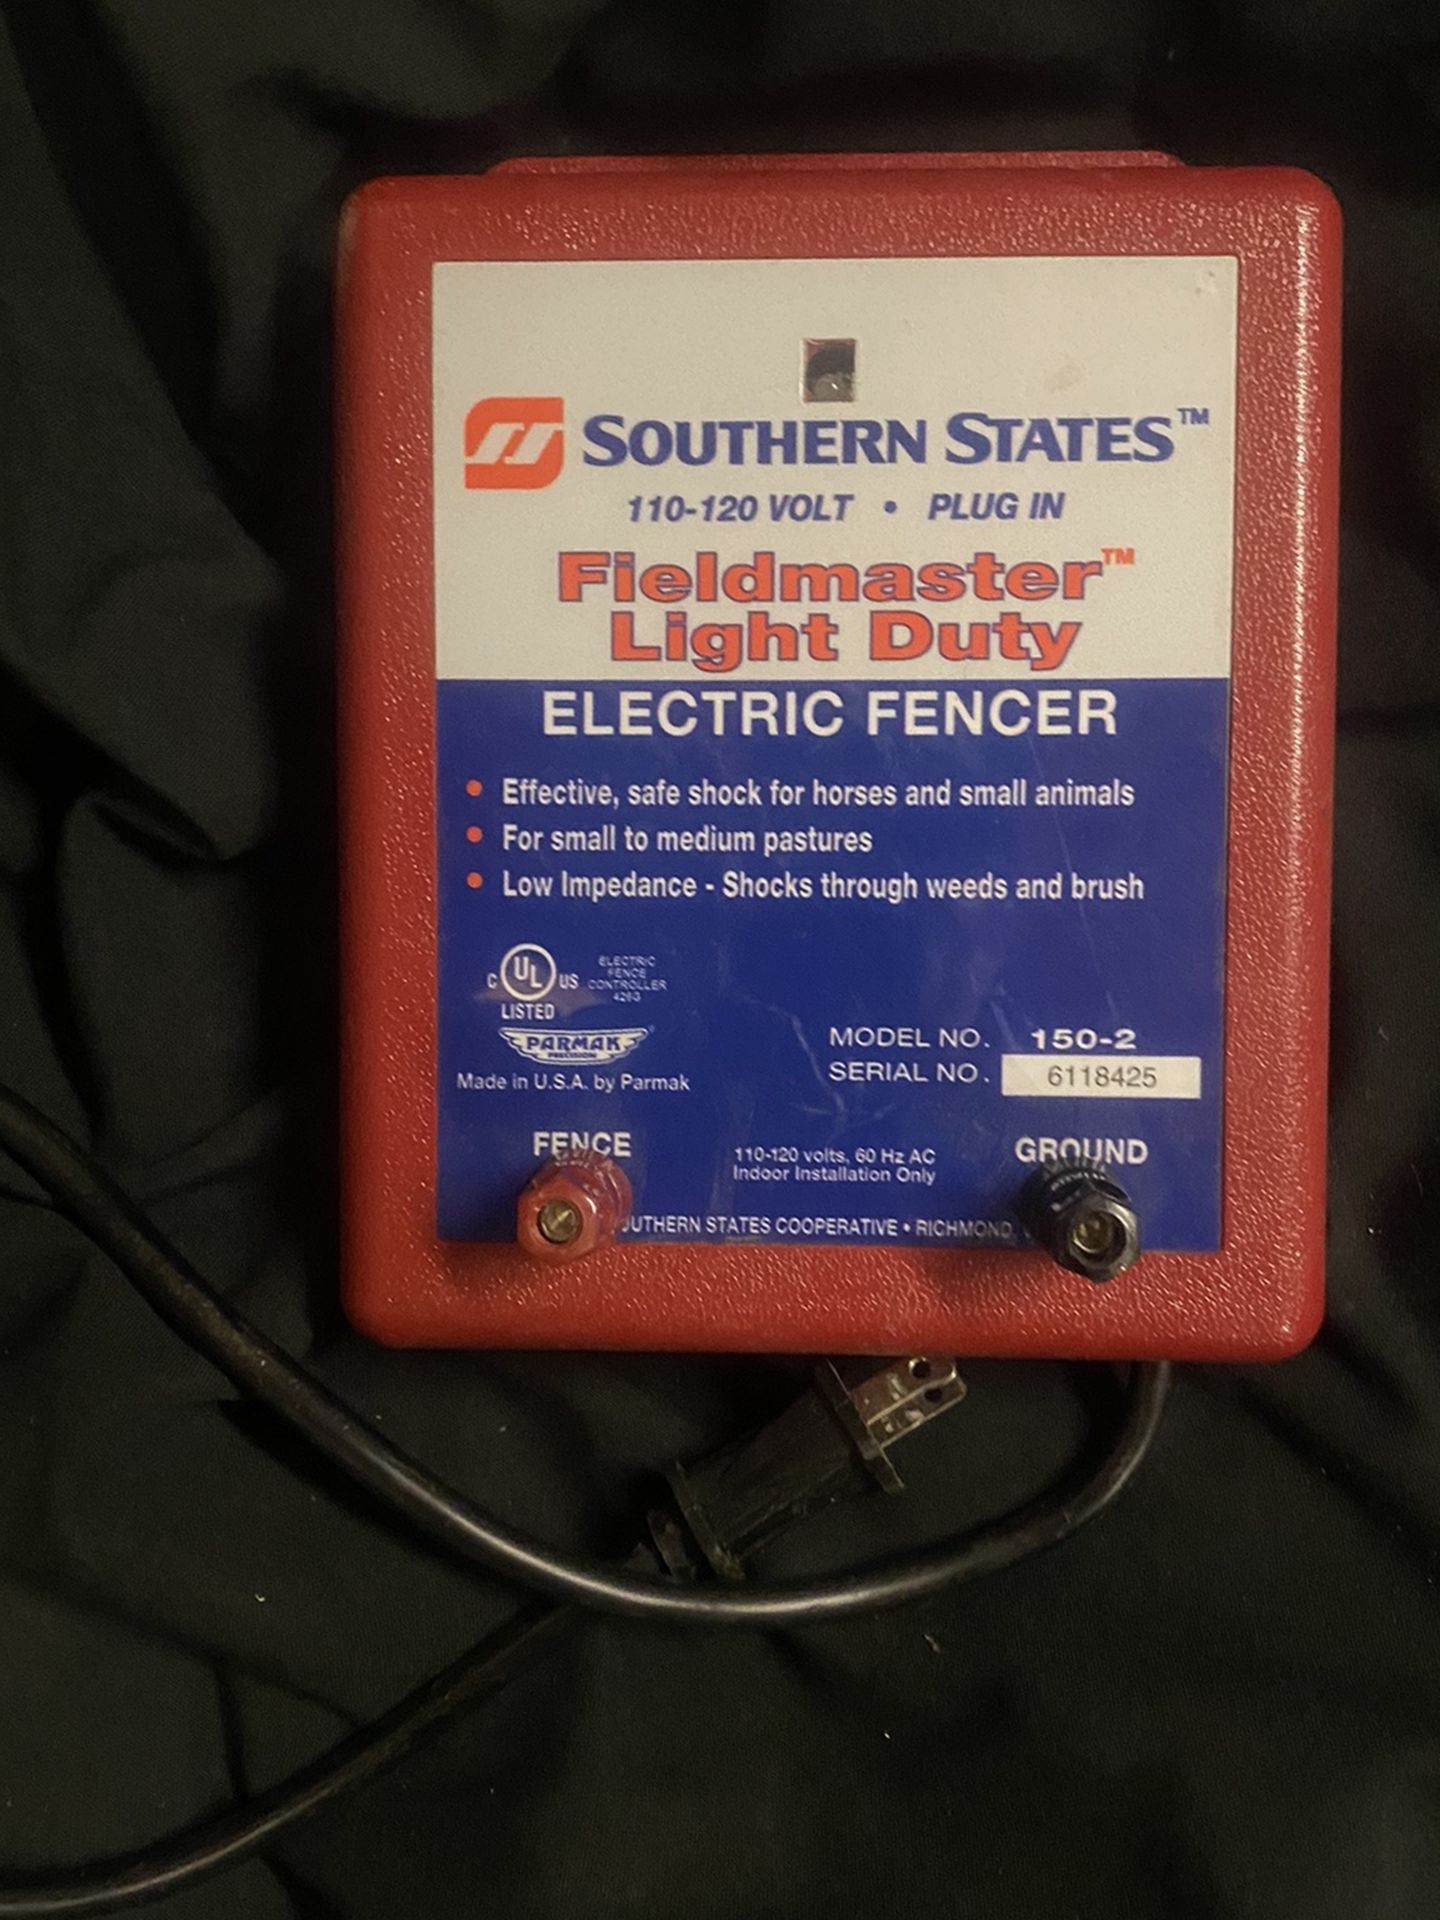 SOUTHERN STATES™
110-120 VOLT • PLUG IN
Fieldmaster™
Light Duty
ELECTRIC FENCER
• Effective, safe shock for horses and small animals
• For small to medium pastures
• Low Impedance - Shocks through weeds and brush
C UL US
LISTED
ELECTRIC
FENCE
CONTROLLER
PARMAK
PRECISION
Made in U.S.A. by Parmak
MODEL NO. 150-2
SERIAL NO. 6118425
FENCE
110-120 volts, 60 Hz AC
Indoor Installation Only
GROUND
STATES COOPERATIVE • RICHMOND